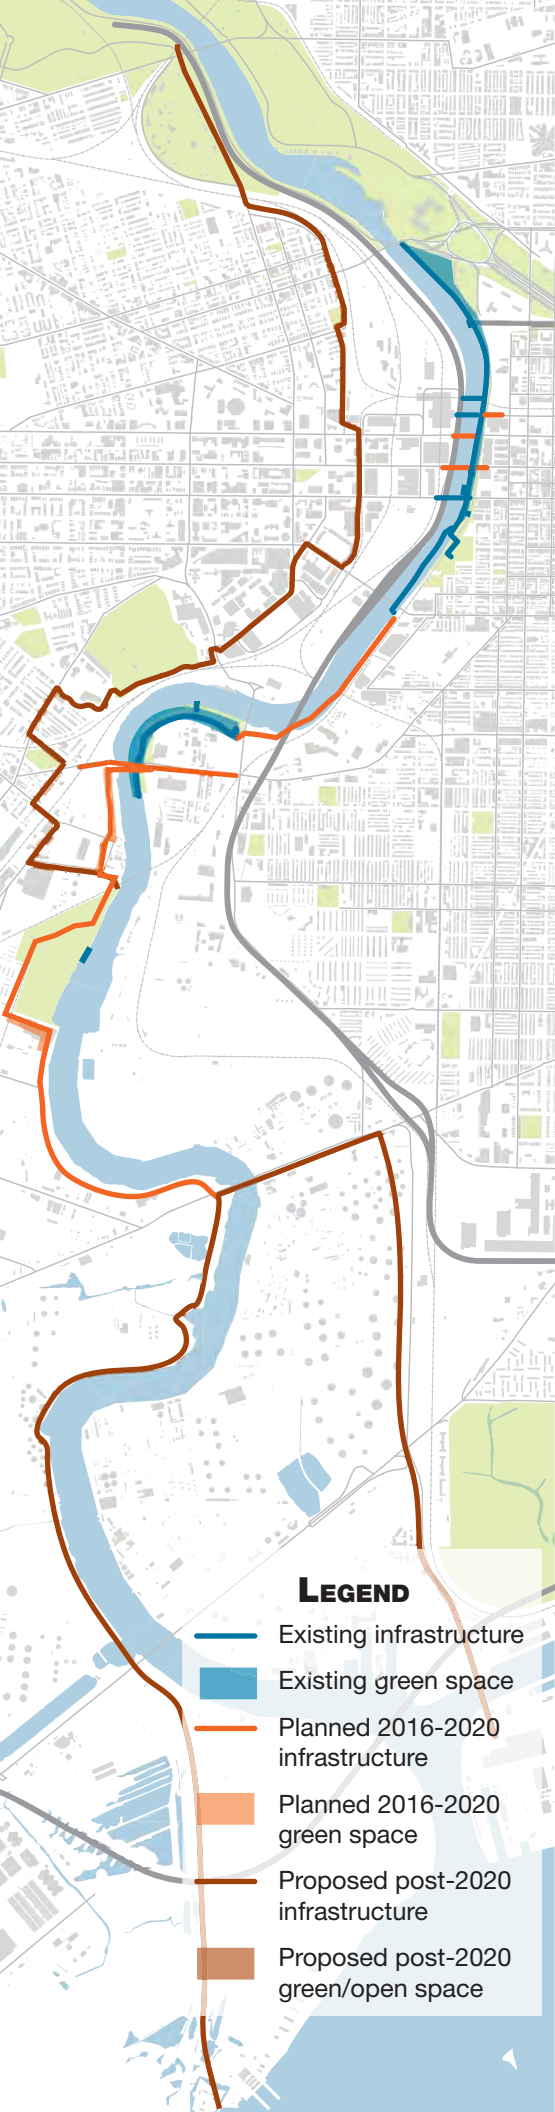 LEGEND
Existing infrastructure
Existing green space
Planned 2016-2020
infrastructure
Planned 2016-2020
green space
Proposed post-2020
infrastructure
Proposed post-2020
green/open space